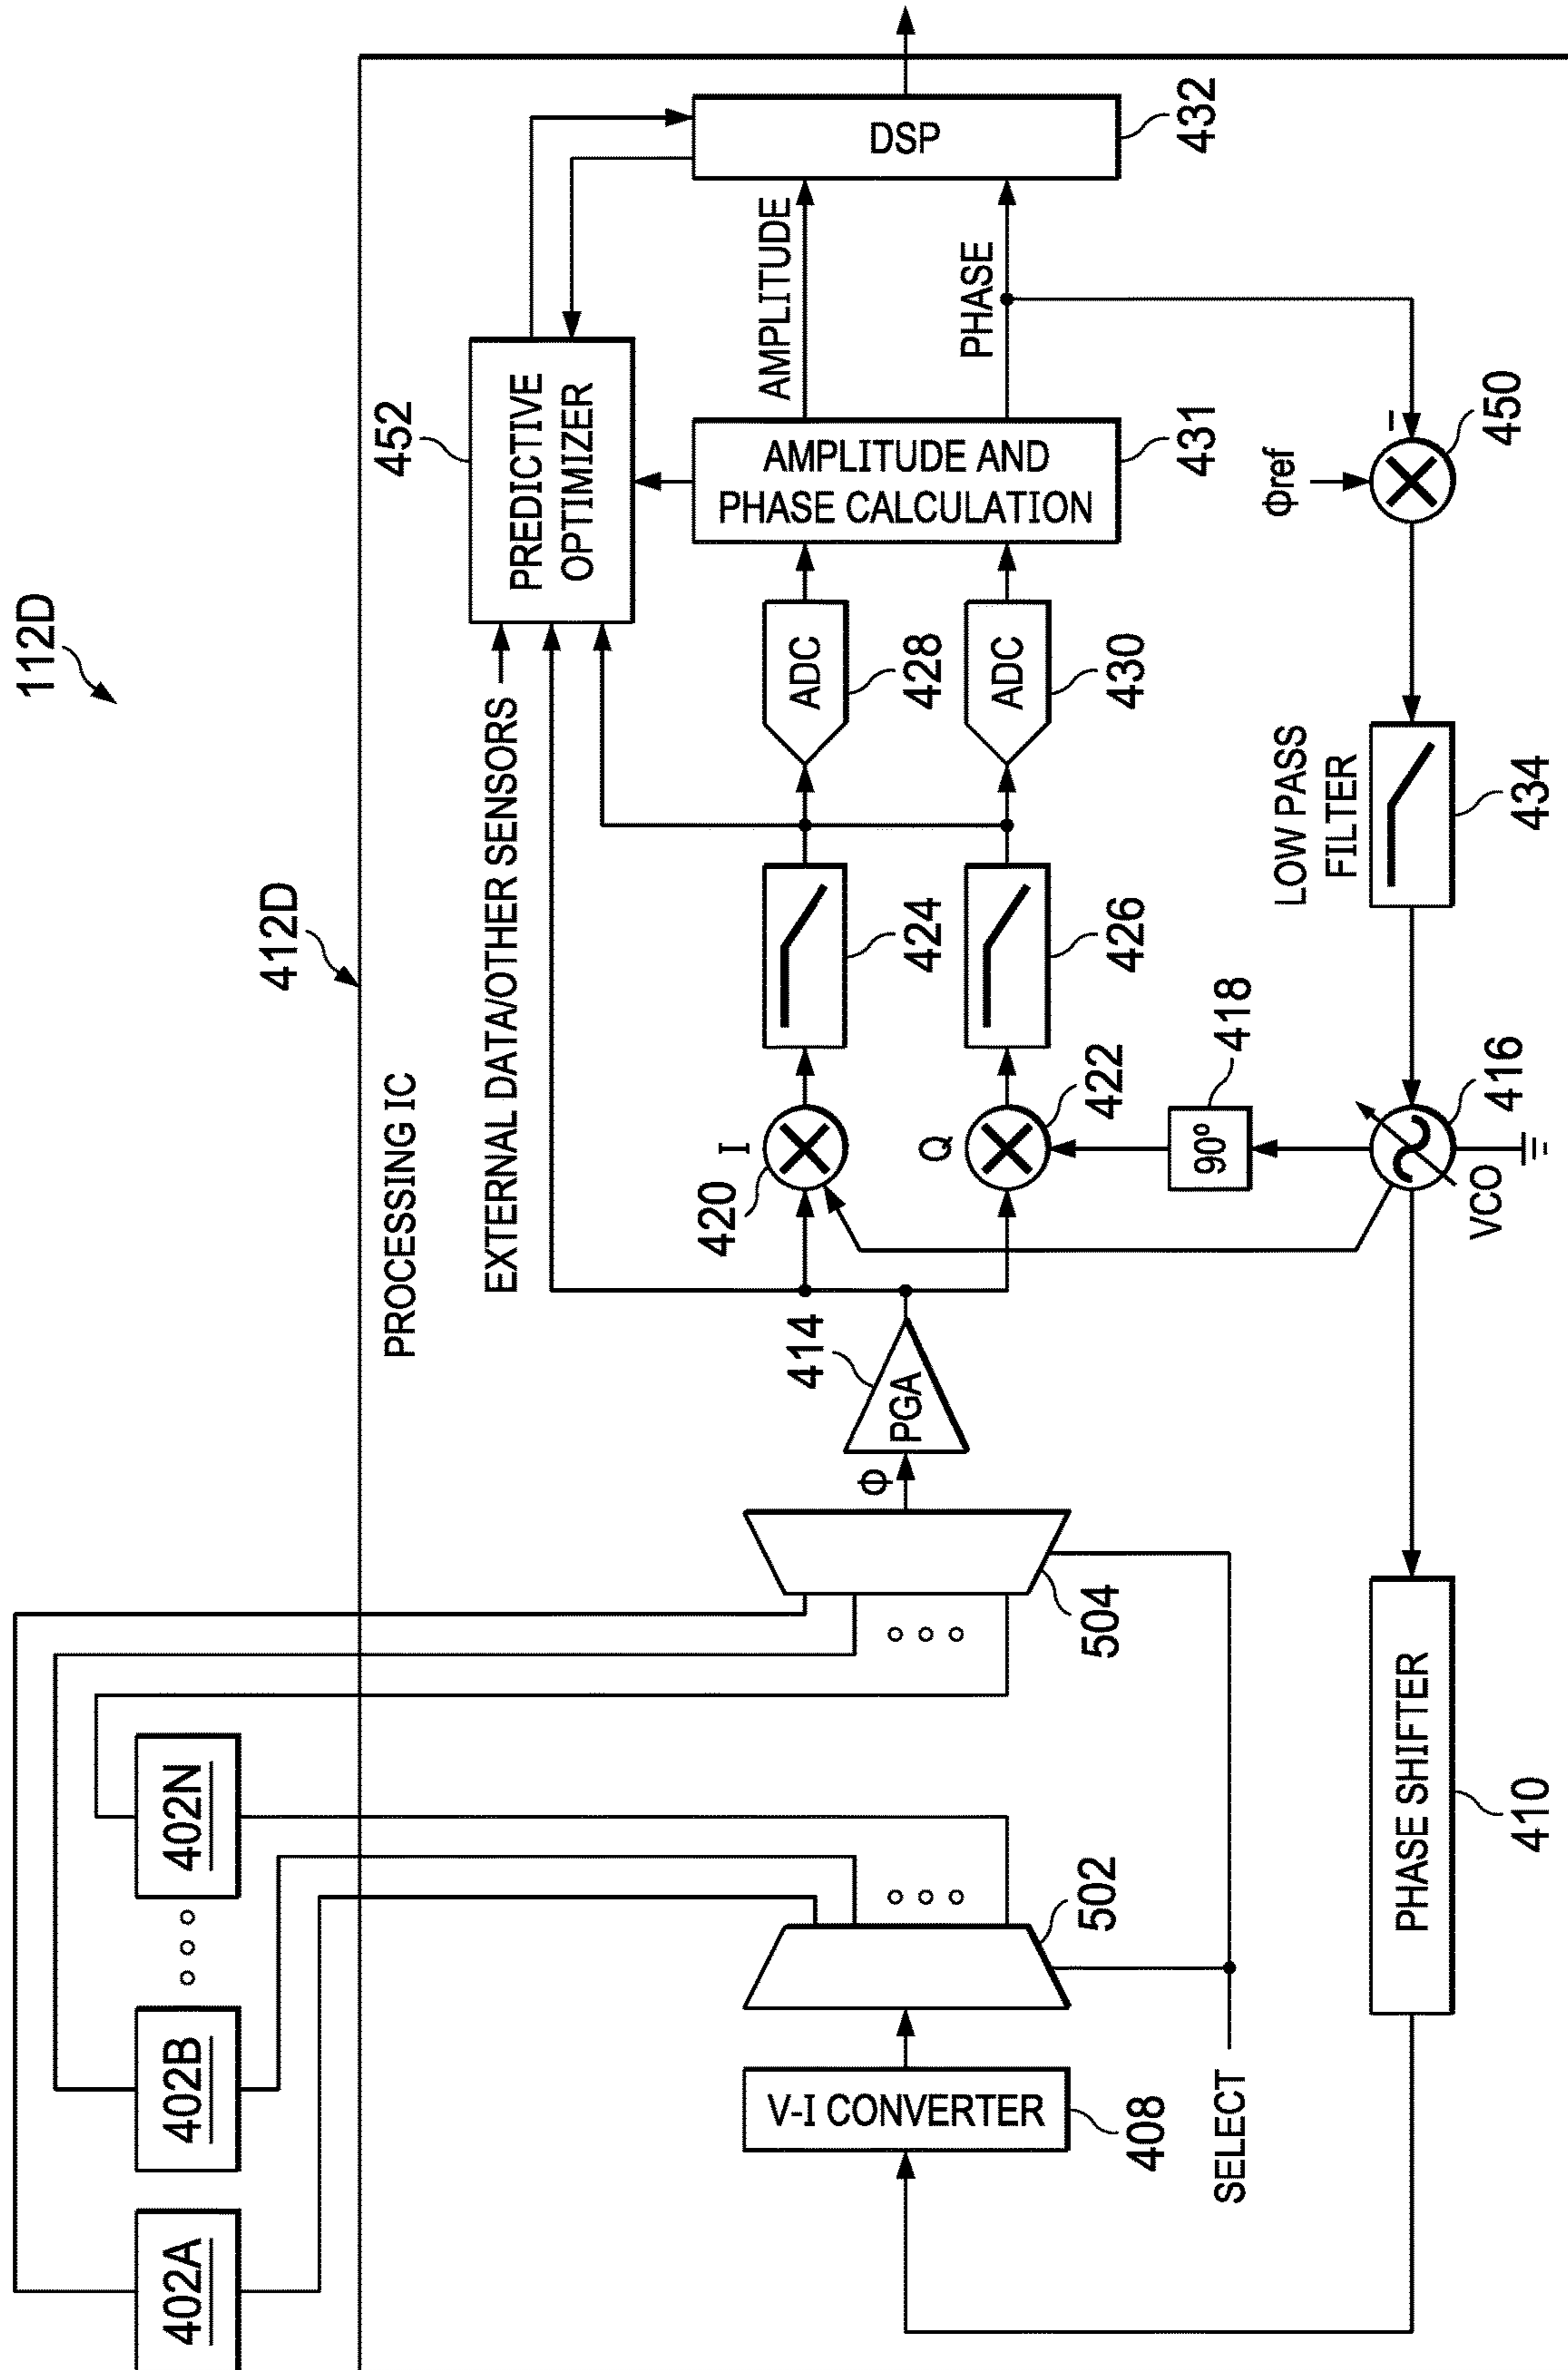 112D
402A
402B
402N
412D
PROCESSING IC
EXTERNAL DATA/OTHER SENSORS
452
PREDICTIVE
OPTIMIZER
V-I CONVERTER
408
502
504
Φ
PGA
414
420
I
Q
422
424
426
ADC
428
ADC
430
AMPLITUDE AND
PHASE CALCULATION
431
AMPLITUDE
PHASE
DSP
432
SELECT
90°
418
VCO
416
LOW PASS
FILTER
434
Φref
–
450
PHASE SHIFTER
410